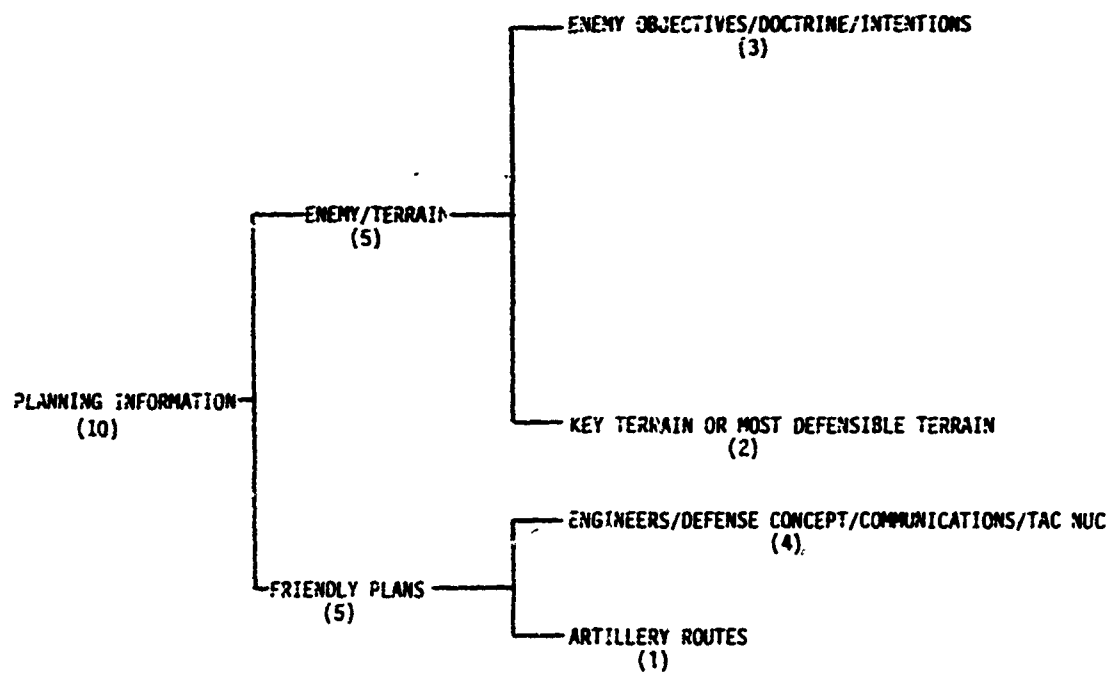 ENEMY OBJECTIVES/DOCTRINE/INTENTIONS
(3)
ENEMY/TERRAIN
(5)
PLANNING INFORMATION
(10)
KEY TERRAIN OR MOST DEFENSIBLE TERRAIN
(2)
ENGINEERS/DEFENSE CONCEPT/COMMUNICATIONS/TAC NUC
(4)
FRIENDLY PLANS
(5)
ARTILLERY ROUTES
(1)